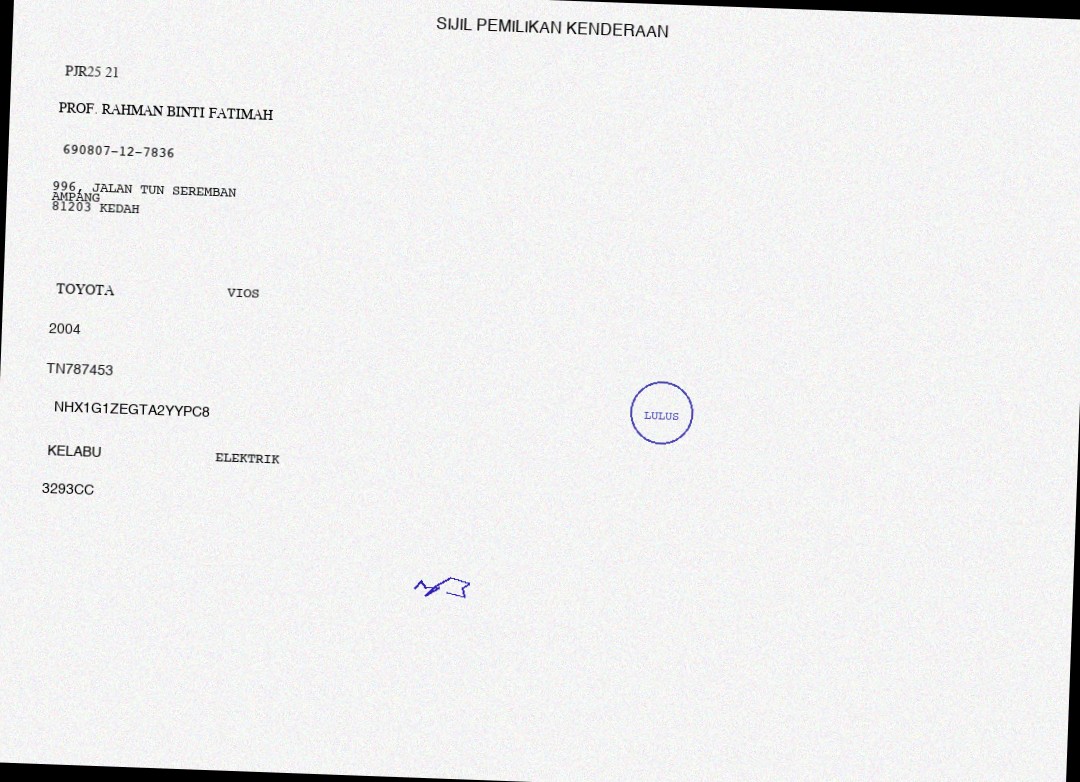 SIJIL PEMILIKAN KENDERAAN
PJR25 21
PROF. RAHMAN BINTI FATIMAH
690807-12-7836
996, JALAN TUN SEREMBAN
AMPANG
81203 KEDAH
TOYOTA VIOS
2004
TN787453
NHX1G1ZEGTA2YYPC8
LULUS
KELABU ELEKTRIK
3293CC